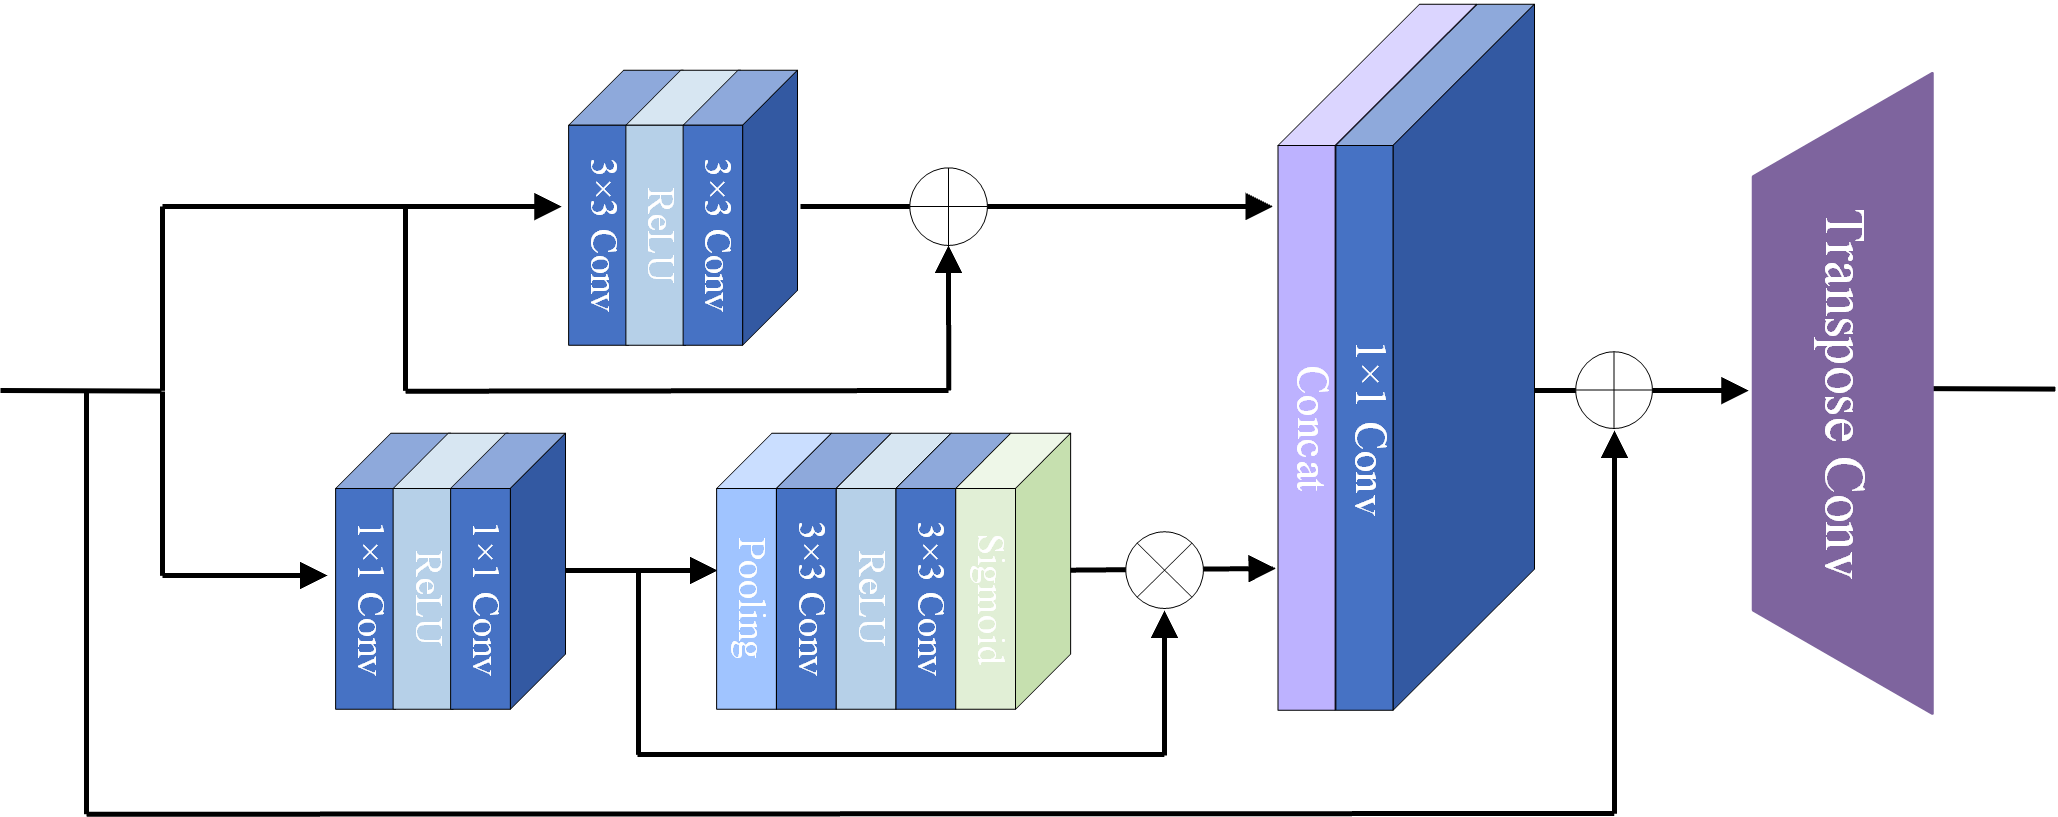 3×3 Conv
ReLU
3×3 Conv
1×1 Conv
ReLU
1×1 Conv
Pooling
3×3 Conv
ReLU
3×3 Conv
Sigmoid
Concat
1×1 Conv
Transpose Conv